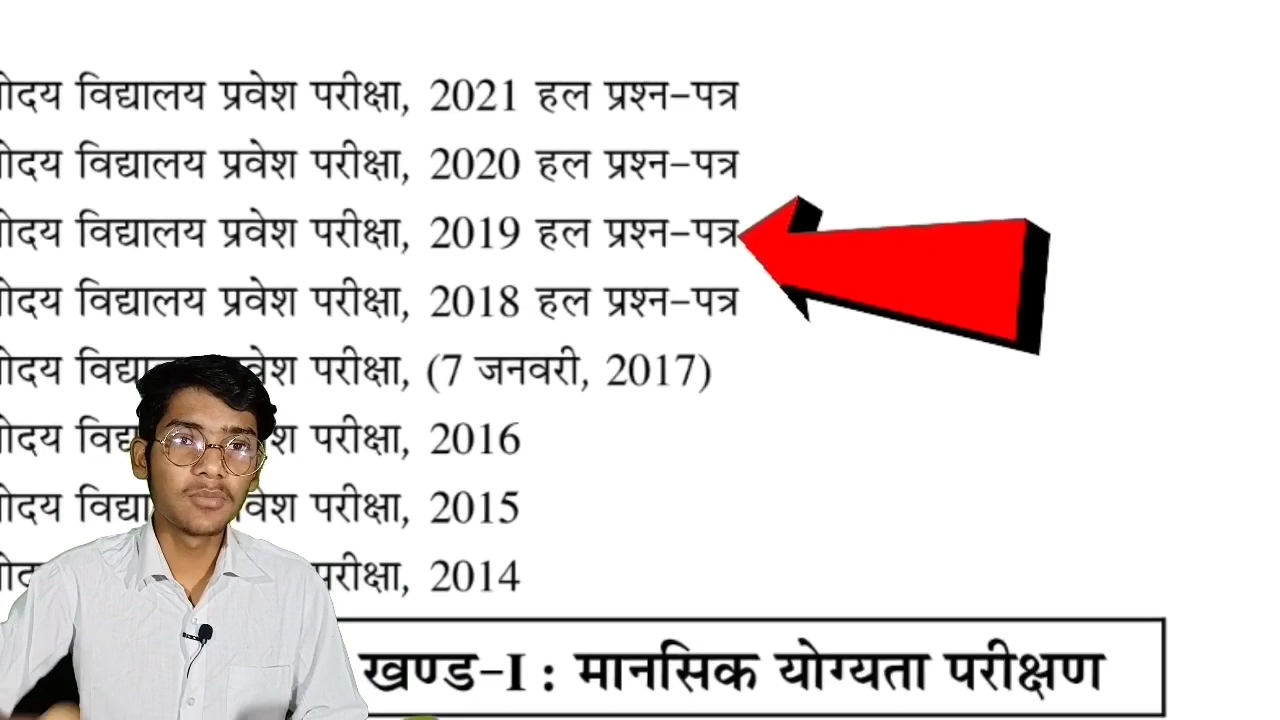 ोदय विद्यालय प्रवेश परीक्षा, 2021 हल प्रश्न-पत्र
ोदय विद्यालय प्रवेश परीक्षा, 2020 हल प्रश्न-पत्र
ोदय विद्यालय प्रवेश परीक्षा, 2019 हल प्रश्न-पत्र
ोदय विद्यालय प्रवेश परीक्षा, 2018 हल प्रश्न-पत्र
ोदय परीक्षा, (7 जनवरी, 2017)
ोदय परीक्षा, 2016
ोदय परीक्षा, 2015
परीक्षा, 2014
खण्ड-I : मानसिक योग्यता परीक्षण